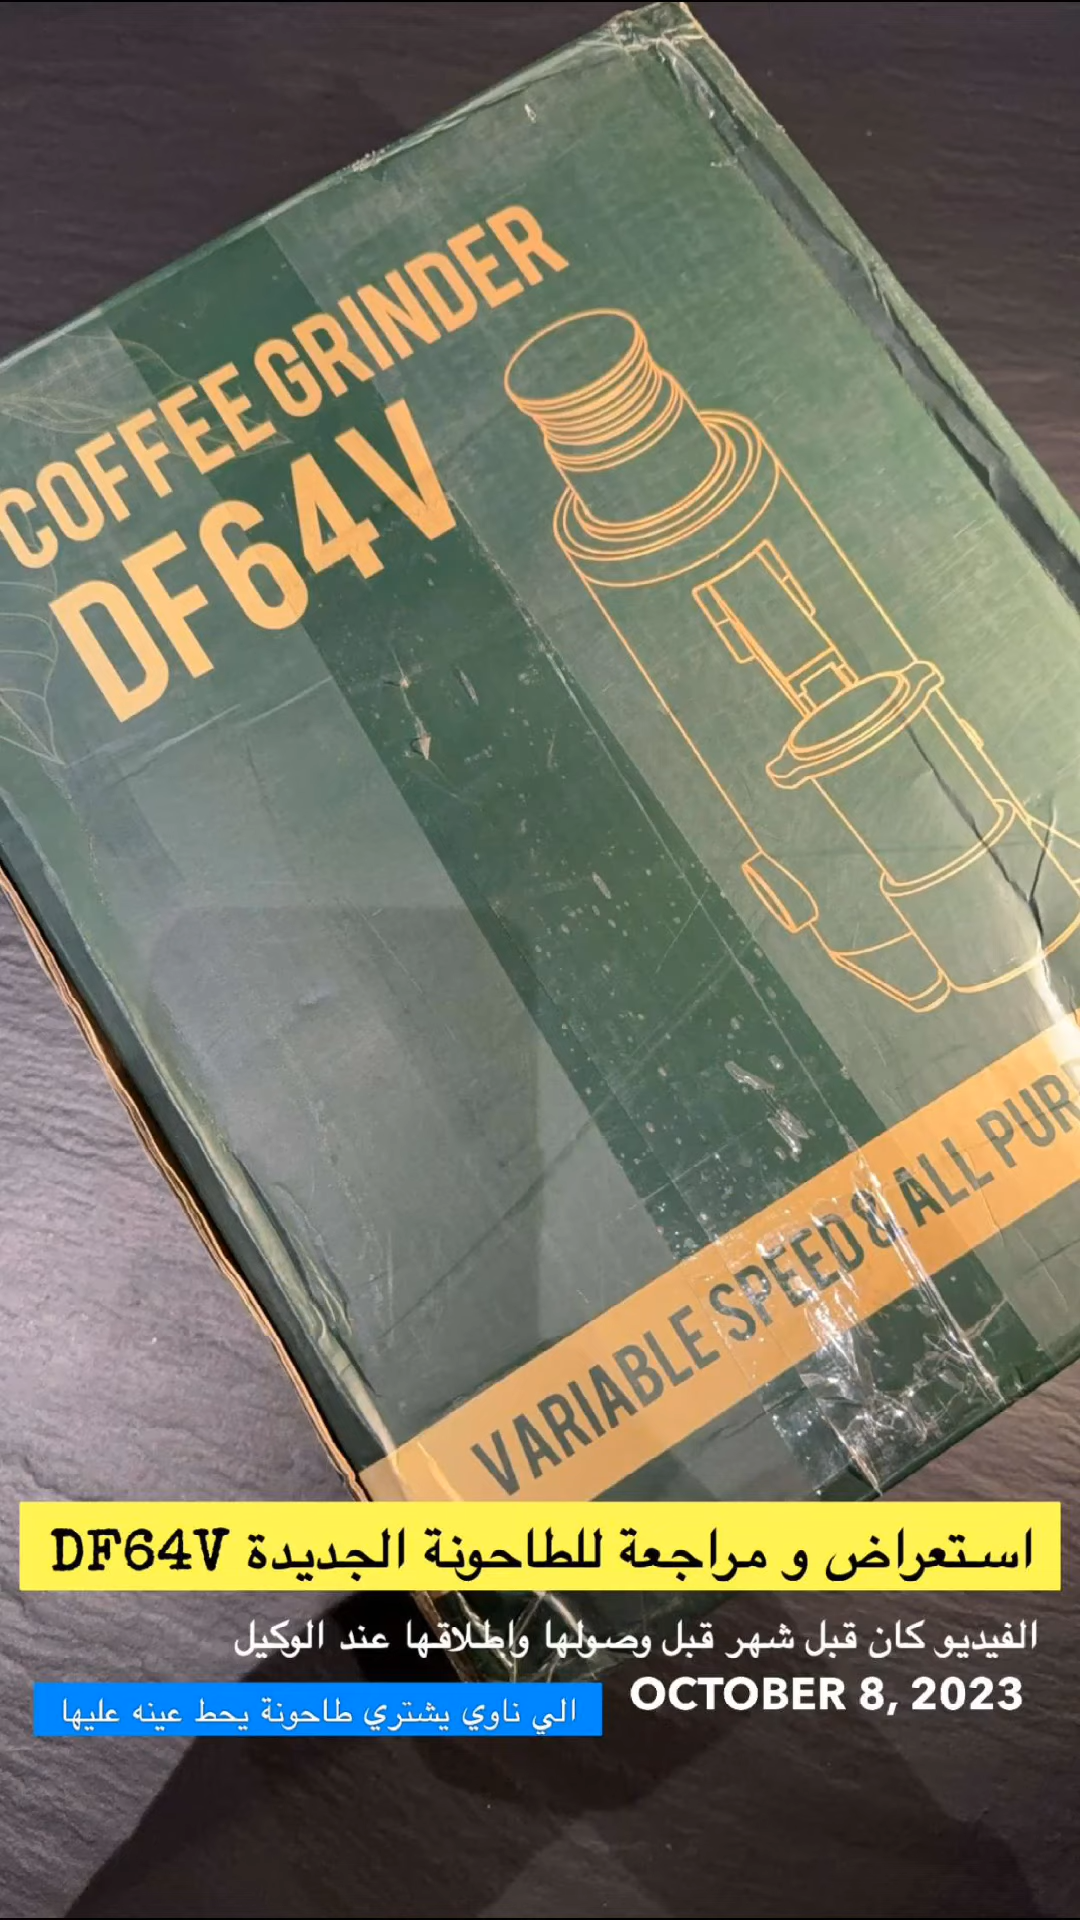 COFFEE GRINDER
DF64V
VARIABLE SPEED & ALL PUR
استعراض و مراجعة للطاحونة الجديدة DF64V
الفيديو كان قبل شهر قبل وصولها وإطلاقها عند الوكيل
OCTOBER 8, 2023
الي ناوي يشتري طاحونة يحط عينه عليها